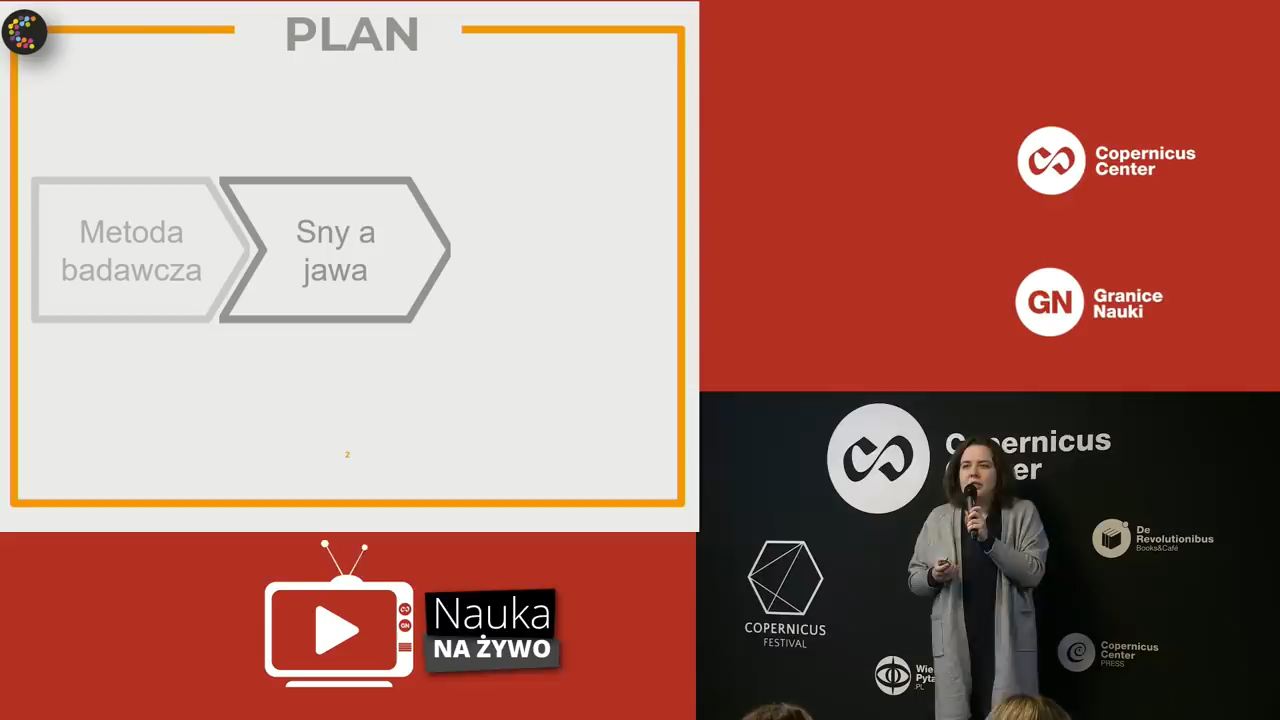 PLAN
Metoda
badawcza
Sny a
jawa
2
Nauka
NA ŻYWO
Copernicus
Center
GN
Granice
Nauki
Center
COPERNICUS
FESTIVAL
De
Revolutionibus
Books&Café
Copernicus
Center
PRESS
.PL